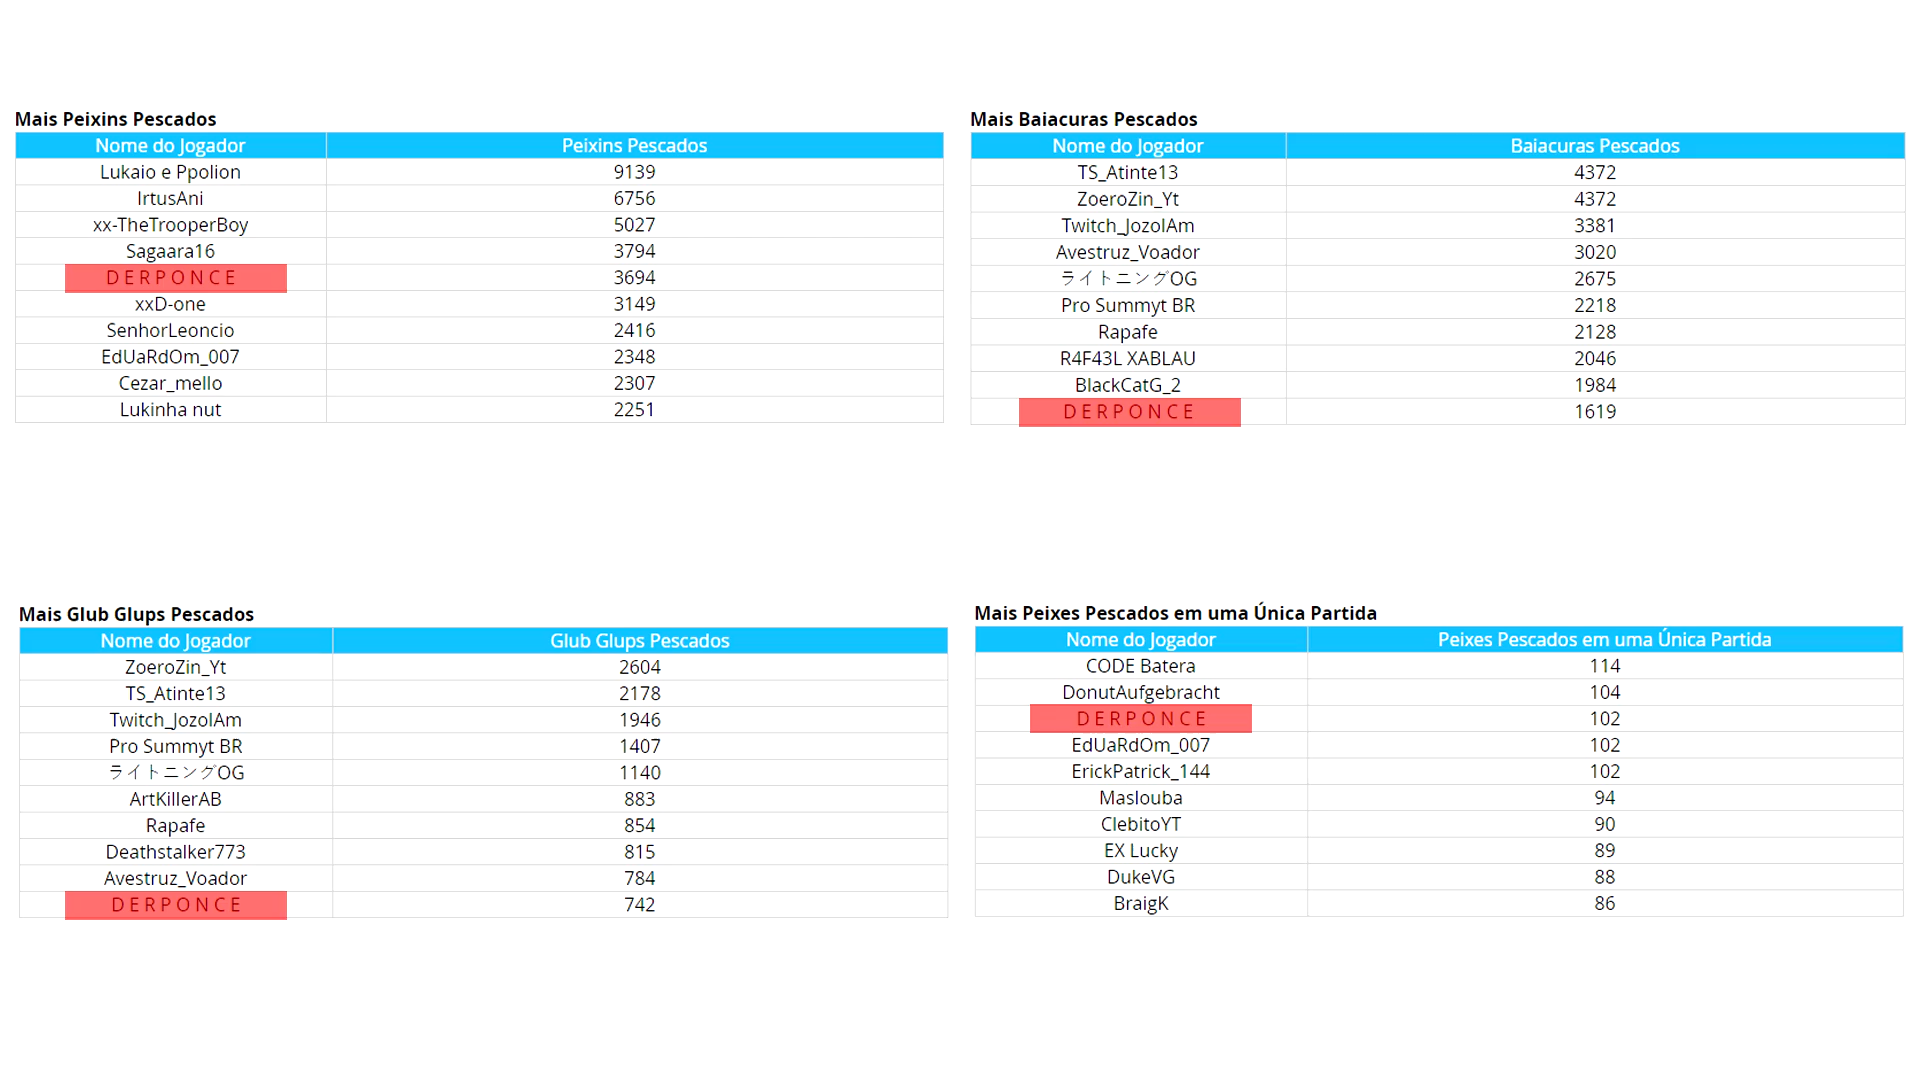 Mais Peixins Pescados
Nome do Jogador Peixins Pescados
Lukaio e Ppolion 9139
IrtusAni 6756
xx-TheTrooperBoy 5027
Sagaara16 3794
D E R P O N C E 3694
xxD-one 3149
SenhorLeoncio 2416
EdUaRdOm_007 2348
Cezar_mello 2307
Lukinha nut 2251
Mais Baiacuras Pescados
Nome do Jogador Baiacuras Pescados
TS_Atinte13 4372
ZoeroZin_Yt 4372
Twitch_JozolAm 3381
Avestruz_Voador 3020
ライトニングOG 2675
Pro Summyt BR 2218
Rapafe 2128
R4F43L XABLAU 2046
BlackCatG_2 1984
D E R P O N C E 1619
Mais Glub Glups Pescados
Nome do Jogador Glub Glups Pescados
ZoeroZin_Yt 2604
TS_Atinte13 2178
Twitch_JozolAm 1946
Pro Summyt BR 1407
ライトニングOG 1140
ArtKillerAB 883
Rapafe 854
Deathstalker773 815
Avestruz_Voador 784
D E R P O N C E 742
Mais Peixes Pescados em uma Única Partida
Nome do Jogador Peixes Pescados em uma Única Partida
CODE Batera 114
DonutAufgebracht 104
D E R P O N C E 102
EdUaRdOm_007 102
ErickPatrick_144 102
Maslouba 94
ClebitoYT 90
EX Lucky 89
DukeVG 88
BraigK 86